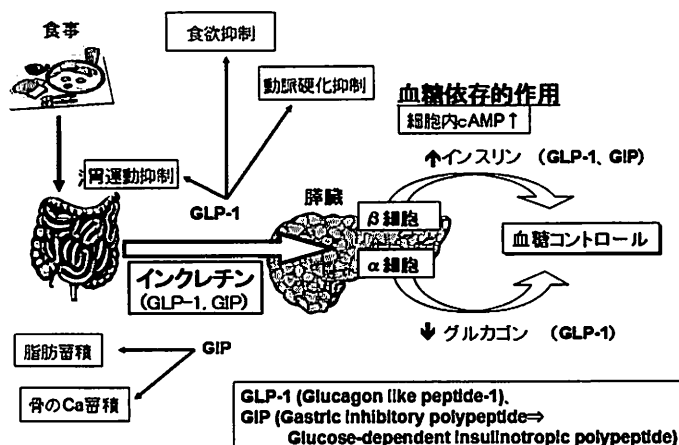 食事
食欲抑制
動脈硬化抑制
血糖依存的作用
細胞内cAMP↑
胃運動抑制
GLP-1
膵臓
↑インスリン (GLP-1、GIP)
β細胞
α細胞
血糖コントロール
インクレチン
(GLP-1、GIP)
↓グルカゴン (GLP-1)
脂肪蓄積
GIP
骨のCa蓄積
GLP-1 (Glucagon like peptide-1)、
GIP (Gastric inhibitory polypeptide⇒
Glucose-dependent insulinotropic polypeptide)